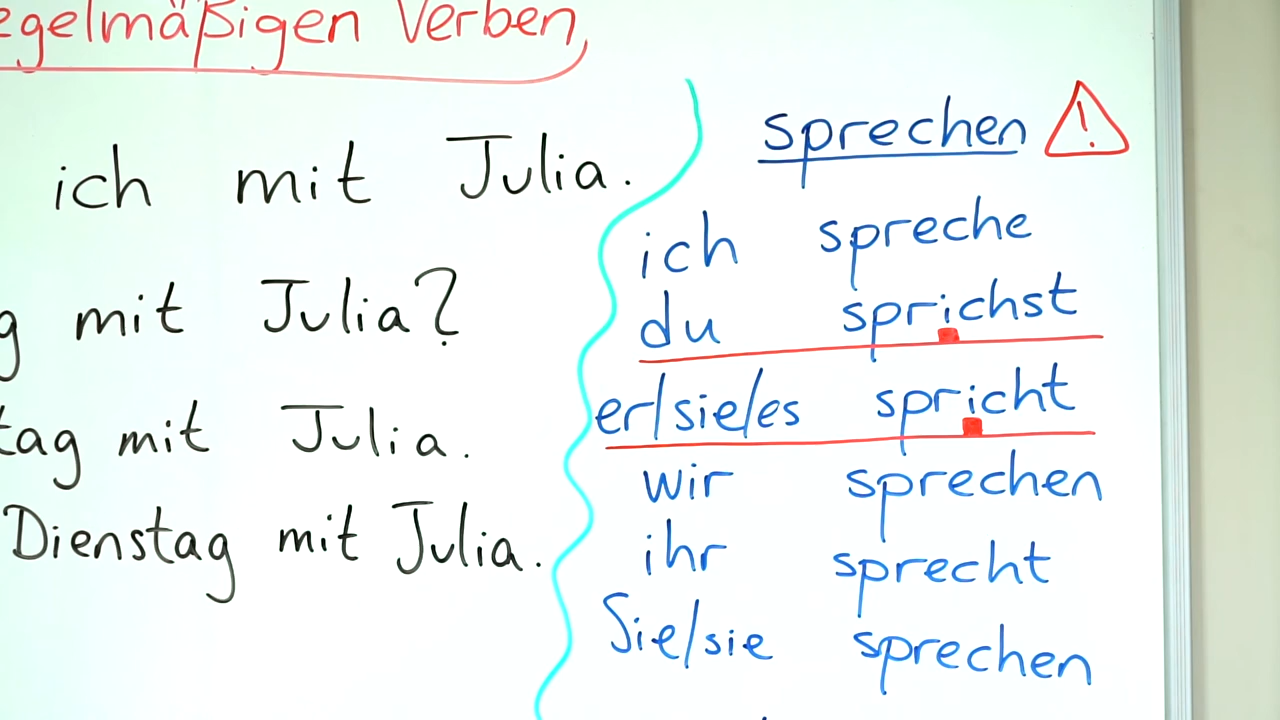 egelmäßigen Verben
ich mit Julia.
g mit Julia?
tag mit Julia.
Dienstag mit Julia.
sprechen
ich spreche
du sprichst
er/sie/es spricht
wir sprechen
ihr sprecht
Sie/sie sprechen